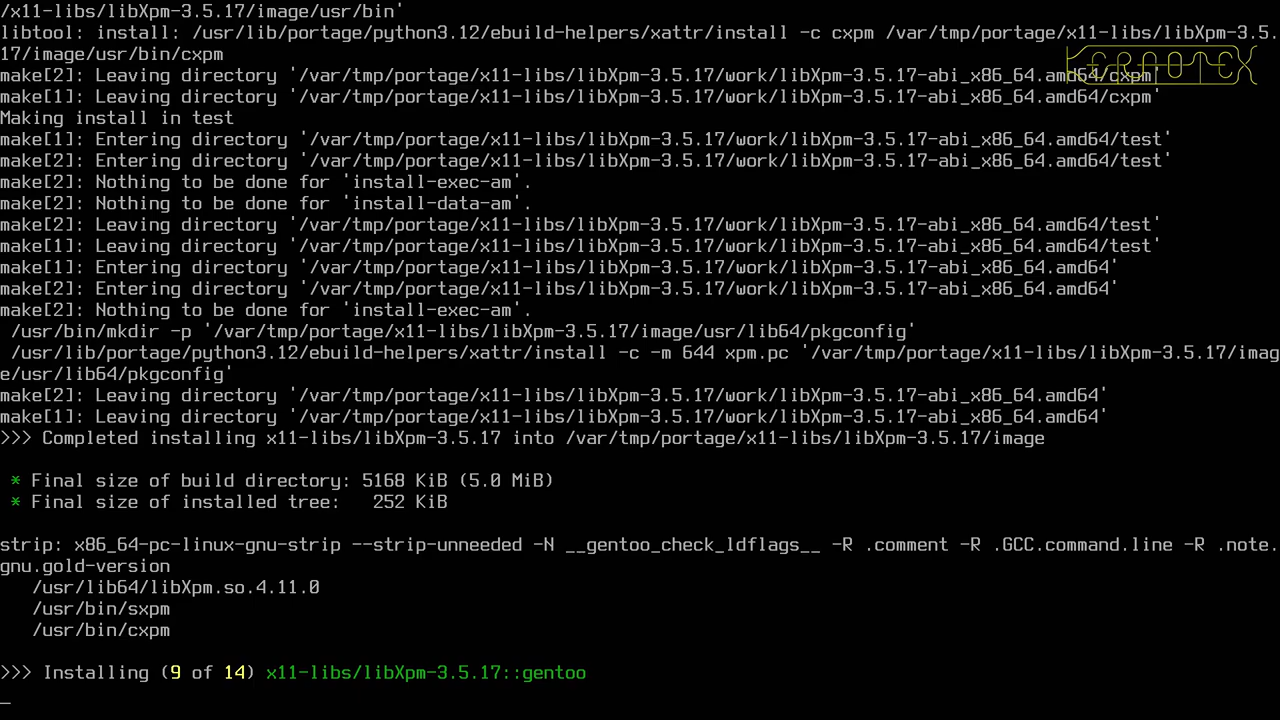 /x11-libs/libXpm-3.5.17/image/usr/bin'
libtool: install: /usr/lib/portage/python3.12/ebuild-helpers/xattr/install -c cxpm /var/tmp/portage/x11-libs/libXpm-3.5.
17/image/usr/bin/cxpm
KERAOTEX
make[2]: Leaving directory '/var/tmp/portage/x11-libs/libXpm-3.5.17/work/libXpm-3.5.17-abi_x86_64.amd64/cxpm'
make[1]: Leaving directory '/var/tmp/portage/x11-libs/libXpm-3.5.17/work/libXpm-3.5.17-abi_x86_64.amd64/cxpm'
Making install in test
make[1]: Entering directory '/var/tmp/portage/x11-libs/libXpm-3.5.17/work/libXpm-3.5.17-abi_x86_64.amd64/test'
make[2]: Entering directory '/var/tmp/portage/x11-libs/libXpm-3.5.17/work/libXpm-3.5.17-abi_x86_64.amd64/test'
make[2]: Nothing to be done for 'install-exec-am'.
make[2]: Nothing to be done for 'install-data-am'.
make[2]: Leaving directory '/var/tmp/portage/x11-libs/libXpm-3.5.17/work/libXpm-3.5.17-abi_x86_64.amd64/test'
make[1]: Leaving directory '/var/tmp/portage/x11-libs/libXpm-3.5.17/work/libXpm-3.5.17-abi_x86_64.amd64/test'
make[1]: Entering directory '/var/tmp/portage/x11-libs/libXpm-3.5.17/work/libXpm-3.5.17-abi_x86_64.amd64'
make[2]: Entering directory '/var/tmp/portage/x11-libs/libXpm-3.5.17/work/libXpm-3.5.17-abi_x86_64.amd64'
make[2]: Nothing to be done for 'install-exec-am'.
/usr/bin/mkdir -p '/var/tmp/portage/x11-libs/libXpm-3.5.17/image/usr/lib64/pkgconfig'
/usr/lib/portage/python3.12/ebuild-helpers/xattr/install -c -m 644 xpm.pc '/var/tmp/portage/x11-libs/libXpm-3.5.17/imag
e/usr/lib64/pkgconfig'
make[2]: Leaving directory '/var/tmp/portage/x11-libs/libXpm-3.5.17/work/libXpm-3.5.17-abi_x86_64.amd64'
make[1]: Leaving directory '/var/tmp/portage/x11-libs/libXpm-3.5.17/work/libXpm-3.5.17-abi_x86_64.amd64'
>>> Completed installing x11-libs/libXpm-3.5.17 into /var/tmp/portage/x11-libs/libXpm-3.5.17/image
* Final size of build directory: 5168 KiB (5.0 MiB)
* Final size of installed tree:   252 KiB
strip: x86_64-pc-linux-gnu-strip --strip-unneeded -N __gentoo_check_ldflags__ -R .comment -R .GCC.command.line -R .note.
gnu.gold-version
/usr/lib64/libXpm.so.4.11.0
/usr/bin/sxpm
/usr/bin/cxpm
>>> Installing (9 of 14) x11-libs/libXpm-3.5.17::gentoo
_